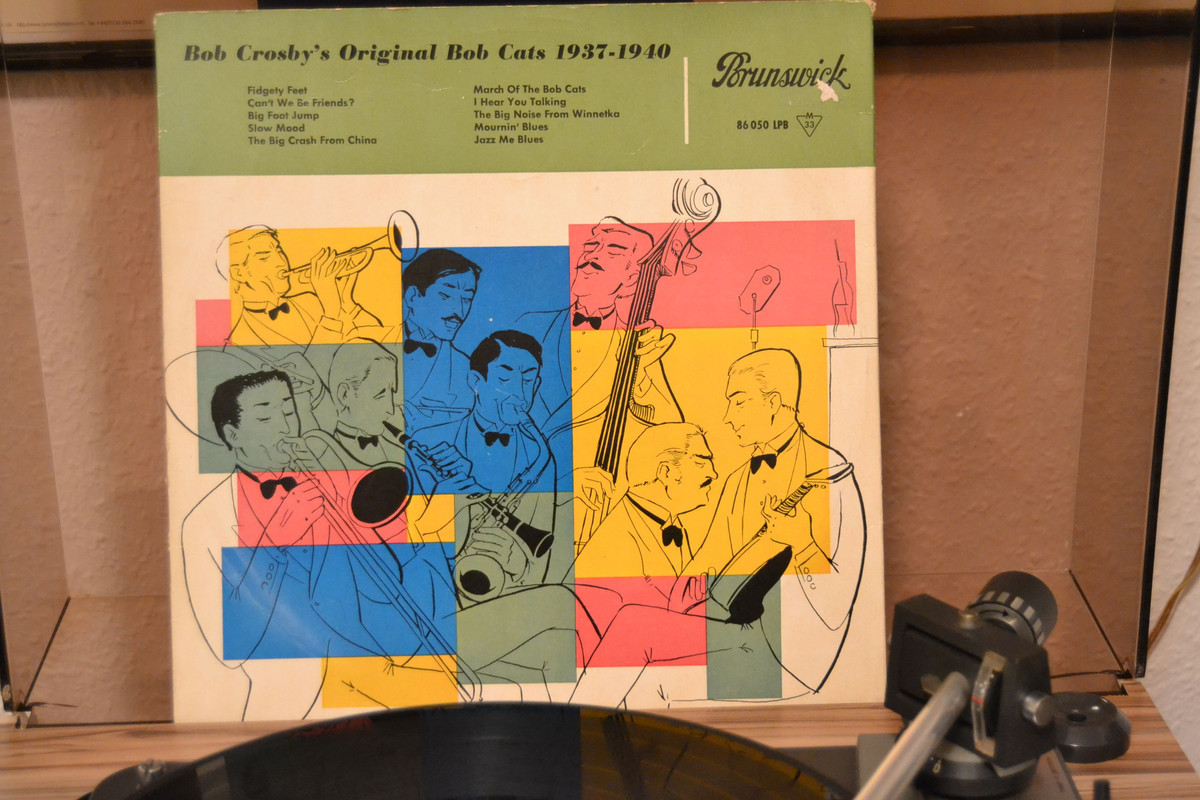 Bob Crosby's Original Bob Cats 1937-1940
Fidgety Feet
Can't We Be Friends?
Big Foot Jump
Slow Mood
The Big Crash From China
March Of The Bob Cats
I Hear You Talking
The Big Noise From Winnetka
Mournin' Blues
Jazz Me Blues
Brunswick
86 050 LPB
M
33